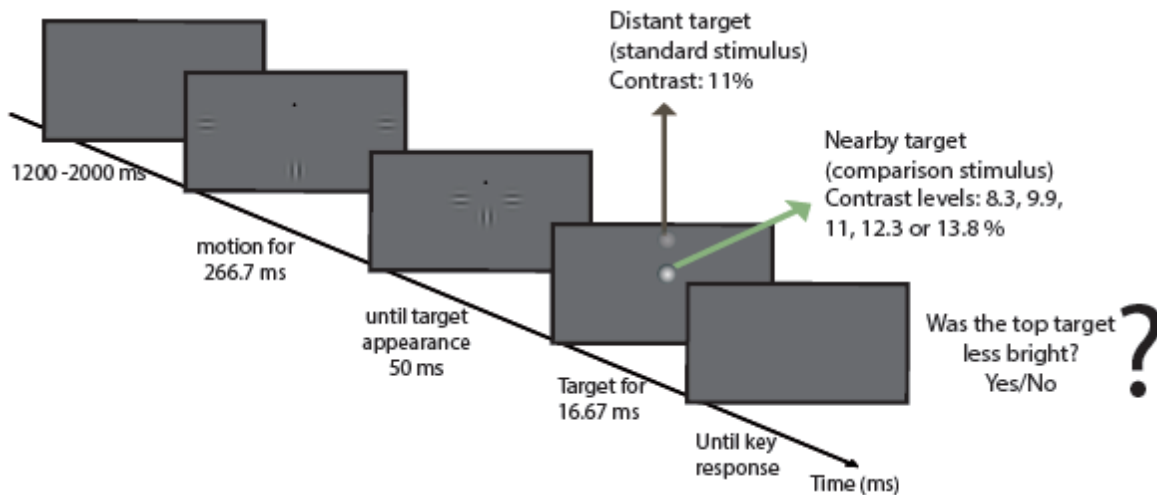 Distant target
(standard stimulus)
Contrast: 11%
Nearby target
(comparison stimulus)
Contrast levels: 8.3, 9.9,
11, 12.3 or 13.8 %
1200 -2000 ms
motion for
266.7 ms
until target
appearance
50 ms
Target for
16.67 ms
Until key
response
Time (ms)
Was the top target
less bright?
Yes/No
?